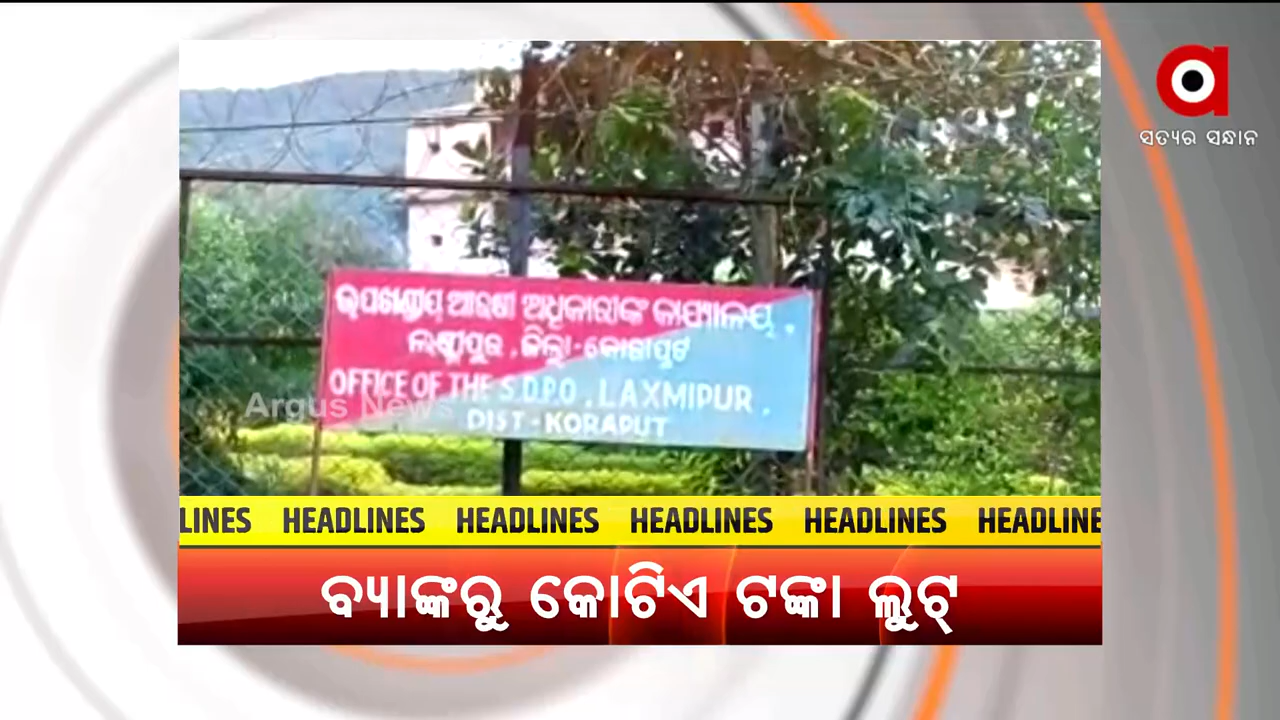 ସତ୍ୟର ସନ୍ଧାନ
ଉପଖଣ୍ଡୀୟ ଆରକ୍ଷୀ ଅଧିକାରୀଙ୍କ କାର୍ଯ୍ୟାଳୟ,
ଲକ୍ଷ୍ମୀପୁର, ଜିଲ୍ଲା-କୋରାପୁଟ
OFFICE OF THE S.D.P.O, LAXMIPUR,
DIST-KORAPUT
Argus News
LINES HEADLINES HEADLINES HEADLINES HEADLINES HEADLINE
ବ୍ୟାଙ୍କରୁ କୋଟିଏ ଟଙ୍କା ଲୁଟ୍